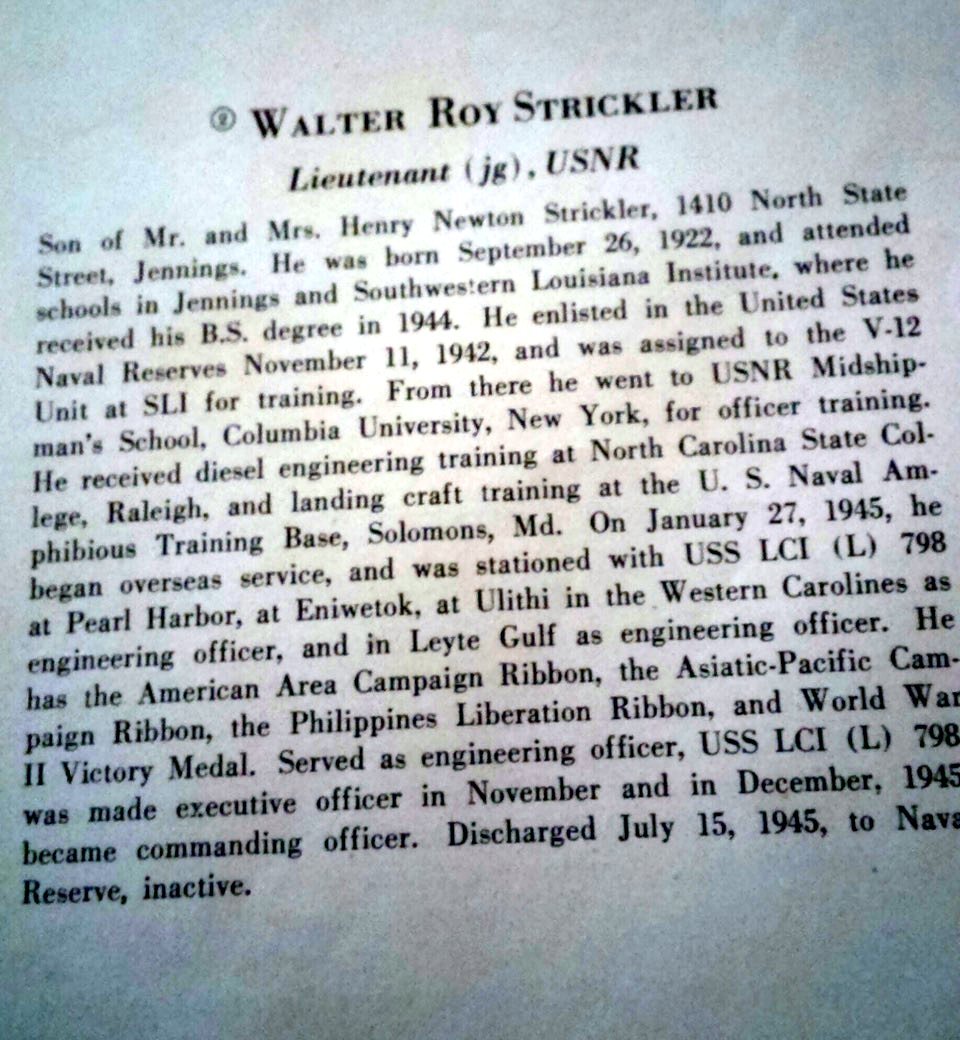 ② WALTER ROY STRICKLER
Lieutenant (jg), USNR
Son of Mr. and Mrs. Henry Newton Strickler, 1410 North State
Street, Jennings. He was born September 26, 1922, and attended
schools in Jennings and Southwestern Louisiana Institute, where he
received his B.S. degree in 1944. He enlisted in the United States
Naval Reserves November 11, 1942, and was assigned to the V-12
Unit at SLI for training. From there he went to USNR Midship-
man's School, Columbia University, New York, for officer training.
He received diesel engineering training at North Carolina State Col-
lege, Raleigh, and landing craft training at the U. S. Naval Am-
phibious Training Base, Solomons, Md. On January 27, 1945, he
began overseas service, and was stationed with USS LCI (L) 798
at Pearl Harbor, at Eniwetok, at Ulithi in the Western Carolines as
engineering officer, and in Leyte Gulf as engineering officer. He
has the American Area Campaign Ribbon, the Asiatic-Pacific Cam-
paign Ribbon, the Philippines Liberation Ribbon, and World War
II Victory Medal. Served as engineering officer, USS LCI (L) 798
was made executive officer in November and in December, 1945
became commanding officer. Discharged July 15, 1945, to Nava
Reserve, inactive.